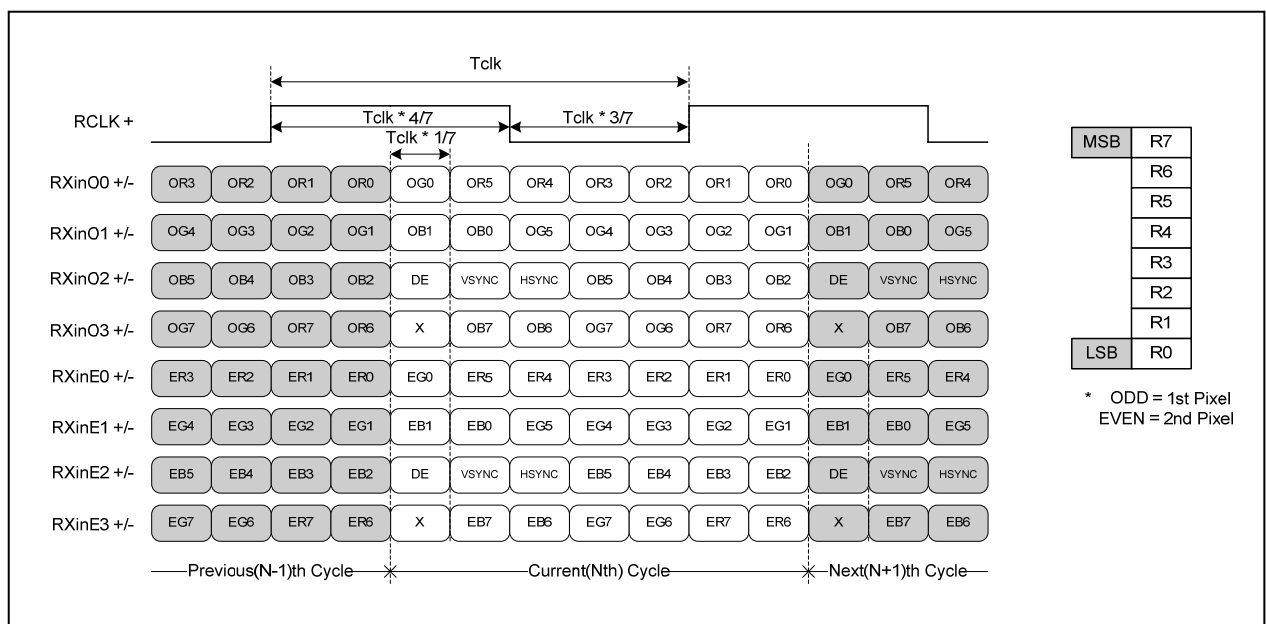 Tclk
RCLK +
Tclk * 4/7
Tclk * 3/7
Tclk * 1/7
RXinO0 +/- OR3 OR2 OR1 OR0 OG0 OR5 OR4 OR3 OR2 OR1 OR0 OG0 OR5 OR4
RXinO1 +/- OG4 OG3 OG2 OG1 OB1 OB0 OG5 OG4 OG3 OG2 OG1 OB1 OB0 OG5
RXinO2 +/- OB5 OB4 OB3 OB2 DE VSYNC HSYNC OB5 OB4 OB3 OB2 DE VSYNC HSYNC
RXinO3 +/- OG7 OG6 OR7 OR6 X OB7 OB6 OG7 OG6 OR7 OR6 X OB7 OB6
RXinE0 +/- ER3 ER2 ER1 ER0 EG0 ER5 ER4 ER3 ER2 ER1 ER0 EG0 ER5 ER4
RXinE1 +/- EG4 EG3 EG2 EG1 EB1 EB0 EG5 EG4 EG3 EG2 EG1 EB1 EB0 EG5
RXinE2 +/- EB5 EB4 EB3 EB2 DE VSYNC HSYNC EB5 EB4 EB3 EB2 DE VSYNC HSYNC
RXinE3 +/- EG7 EG6 ER7 ER6 X EB7 EB6 EG7 EG6 ER7 ER6 X EB7 EB6
Previous(N-1)th Cycle Current(Nth) Cycle Next(N+1)th Cycle
MSB R7
R6
R5
R4
R3
R2
R1
LSB R0
* ODD = 1st Pixel
EVEN = 2nd Pixel